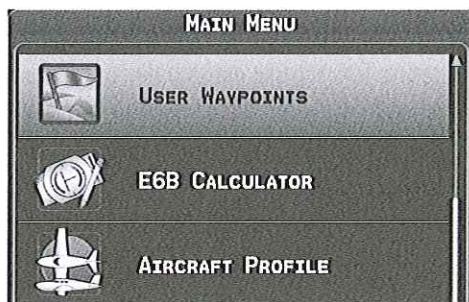 MAIN MENU
USER WAYPOINTS
E6B CALCULATOR
AIRCRAFT PROFILE